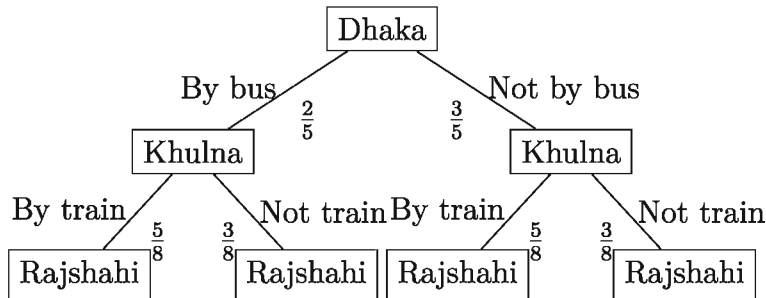 Dhaka
By bus Not by bus
2/5 3/5
Khulna Khulna
By train Not train By train Not train
5/8 3/8 5/8 3/8
Rajshahi Rajshahi Rajshahi Rajshahi